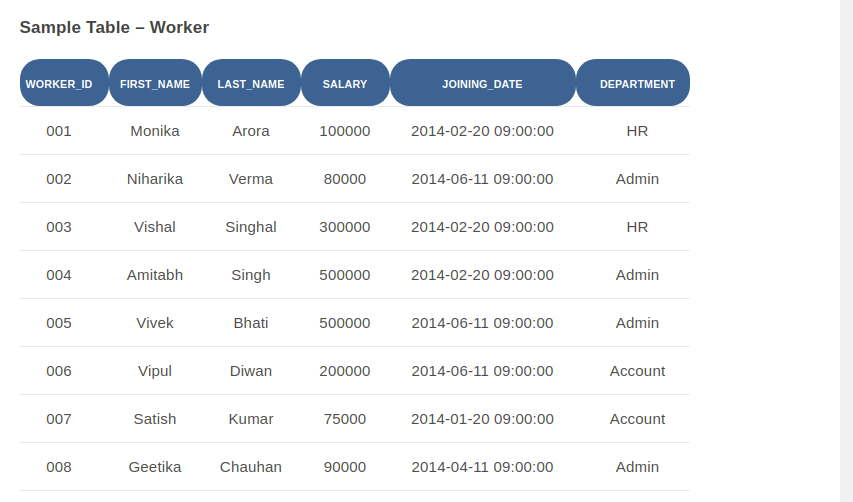 Sample Table – Worker
WORKER_ID FIRST_NAME LAST_NAME SALARY JOINING_DATE DEPARTMENT
001 Monika Arora 100000 2014-02-20 09:00:00 HR
002 Niharika Verma 80000 2014-06-11 09:00:00 Admin
003 Vishal Singhal 300000 2014-02-20 09:00:00 HR
004 Amitabh Singh 500000 2014-02-20 09:00:00 Admin
005 Vivek Bhati 500000 2014-06-11 09:00:00 Admin
006 Vipul Diwan 200000 2014-06-11 09:00:00 Account
007 Satish Kumar 75000 2014-01-20 09:00:00 Account
008 Geetika Chauhan 90000 2014-04-11 09:00:00 Admin